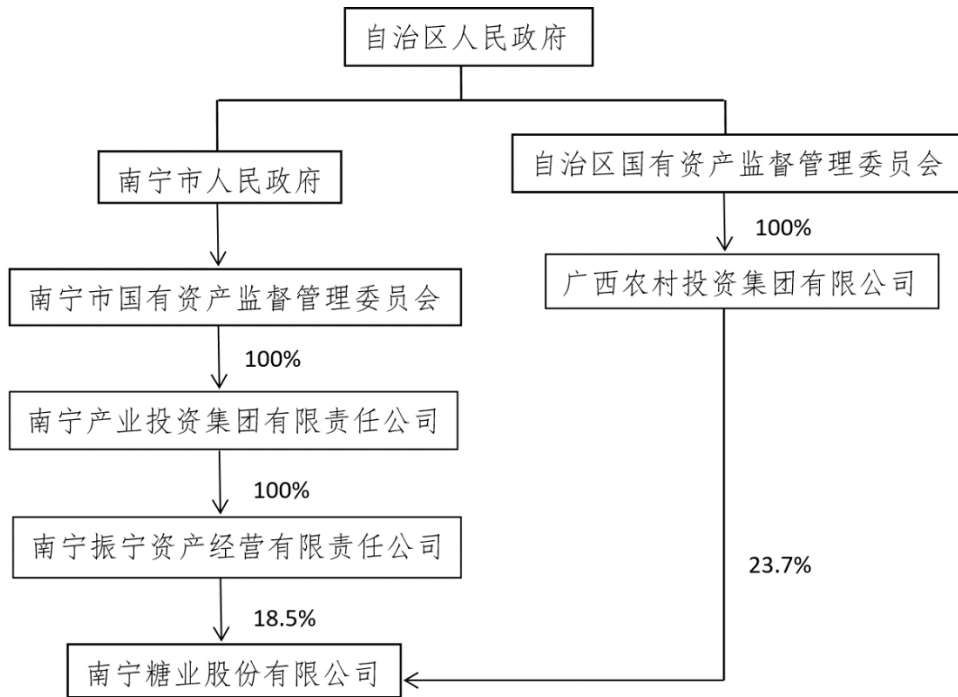 自治区人民政府
南宁市人民政府
自治区国有资产监督管理委员会
100%
南宁市国有资产监督管理委员会
广西农村投资集团有限公司
100%
南宁产业投资集团有限责任公司
100%
南宁振宁资产经营有限责任公司
23.7%
18.5%
南宁糖业股份有限公司